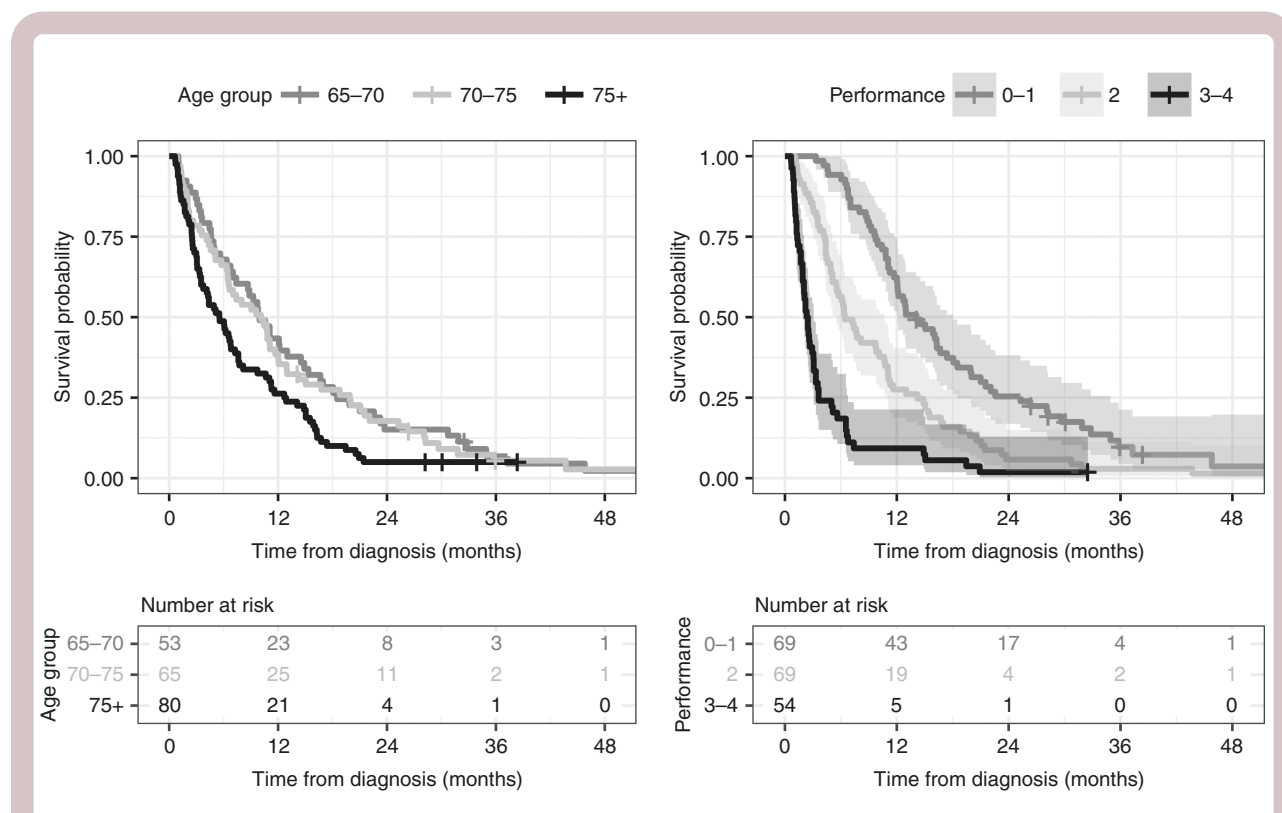 Age group 65–70 70–75 75+
Survival probability
1.00
0.75
0.50
0.25
0.00
0 12 24 36 48
Time from diagnosis (months)
Number at risk
Age group
65–70 53 23 8 3 1
70–75 65 25 11 2 1
75+ 80 21 4 1 0
0 12 24 36 48
Time from diagnosis (months)
Performance 0–1 2 3–4
Survival probability
1.00
0.75
0.50
0.25
0.00
0 12 24 36 48
Time from diagnosis (months)
Number at risk
Performance
0–1 69 43 17 4 1
2 69 19 4 2 1
3–4 54 5 1 0 0
0 12 24 36 48
Time from diagnosis (months)